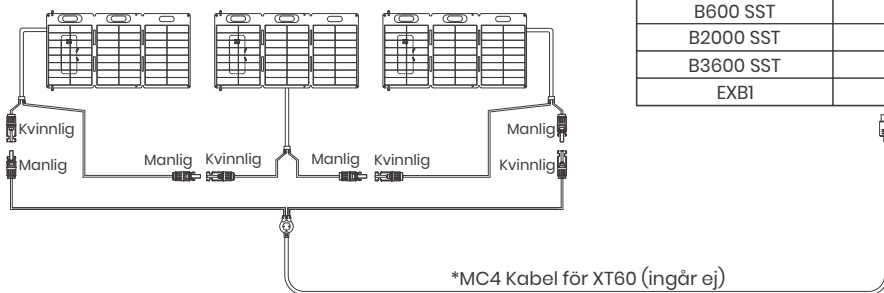 B600 SST
B2000 SST
B3600 SST
EXB1
Kvinnlig
Manlig
Manlig Kvinnlig
Manlig Kvinnlig
Manlig
Kvinnlig
*MC4 Kabel för XT60 (ingår ej)